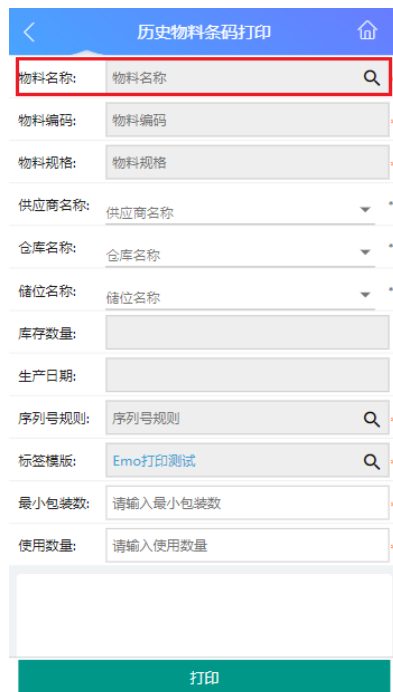 历史物料条码打印
物料名称: 物料名称
物料编码: 物料编码
物料规格: 物料规格
供应商名称: 供应商名称 *
仓库名称: 仓库名称 *
储位名称: 储位名称 *
库存数量:
生产日期:
序列号规则: 序列号规则
标签模版: Emo打印测试
最小包装数: 请输入最小包装数
使用数量: 请输入使用数量
打印